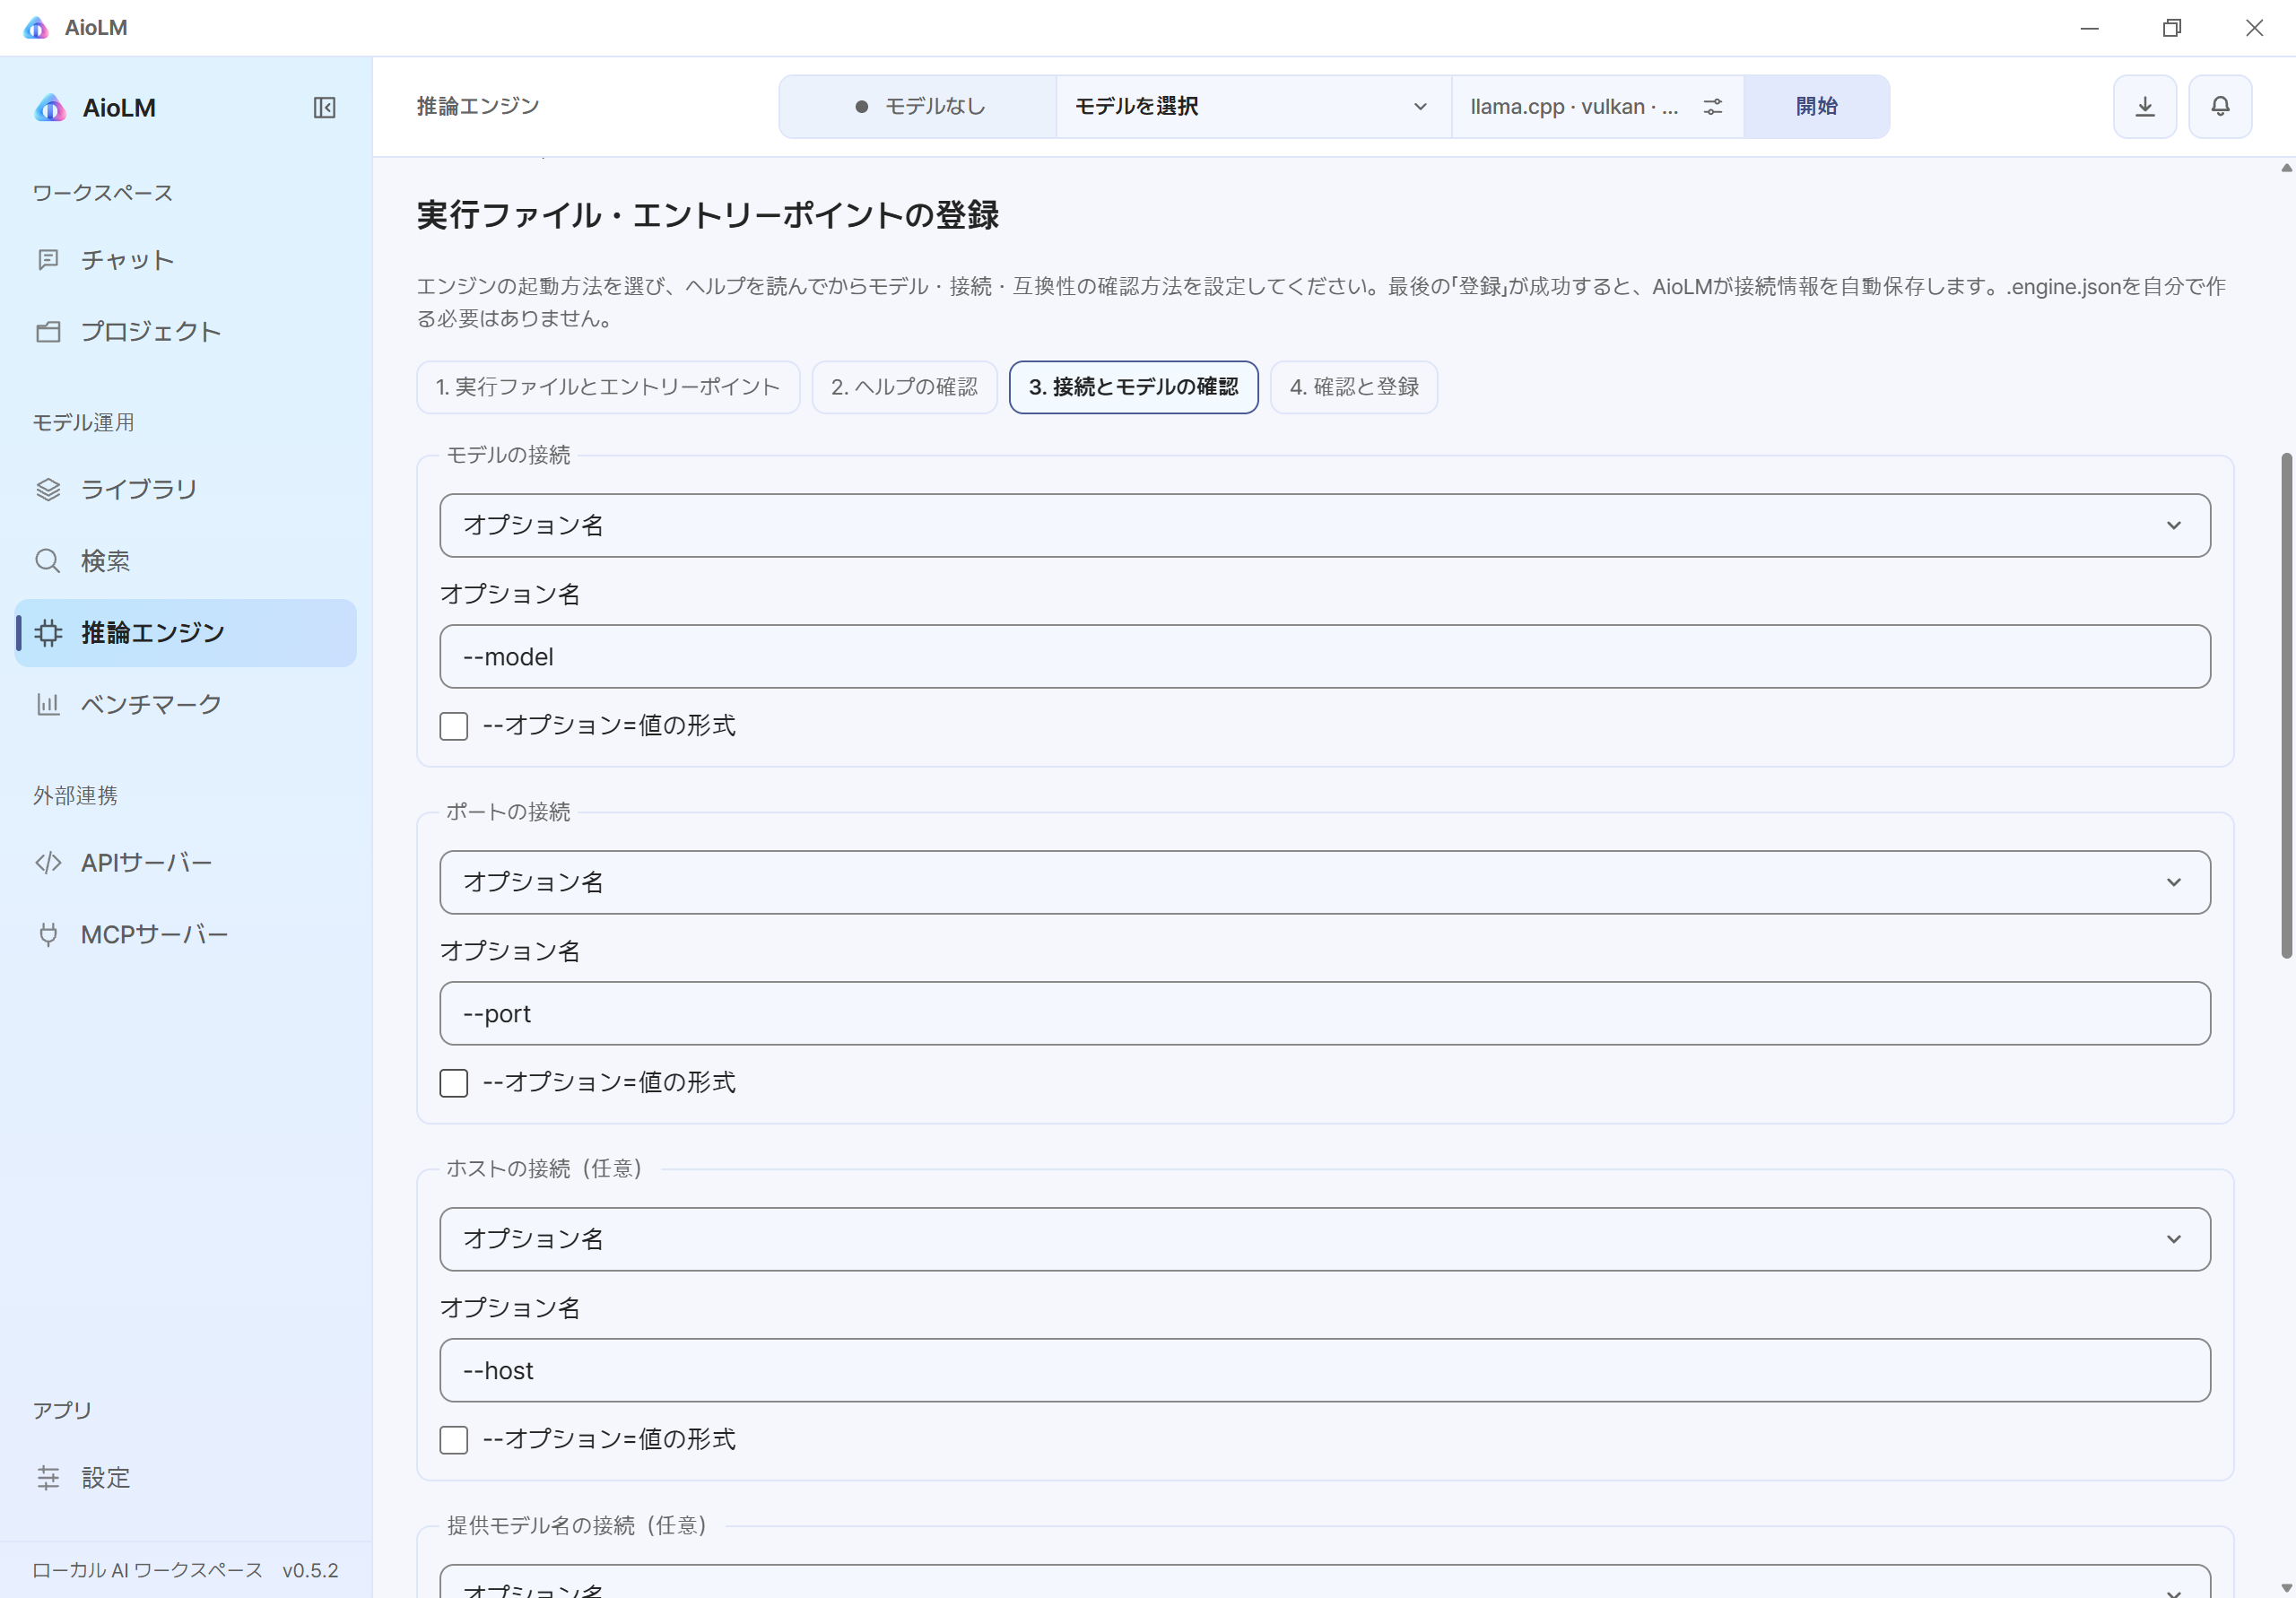 AioLM
AioLM
ワークスペース
チャット
プロジェクト
モデル運用
ライブラリ
検索
推論エンジン
ベンチマーク
外部連携
APIサーバー
MCPサーバー
アプリ
設定
ローカル AI ワークスペース v0.5.2
推論エンジン
モデルなし
モデルを選択
llama.cpp · vulkan · ...
開始
実行ファイル・エントリーポイントの登録
エンジンの起動方法を選び、ヘルプを読んでからモデル・接続・互換性の確認方法を設定してください。最後の「登録」が成功すると、AioLMが接続情報を自動保存します。.engine.jsonを自分で作
る必要はありません。
1. 実行ファイルとエントリーポイント
2. ヘルプの確認
3. 接続とモデルの確認
4. 確認と登録
モデルの接続
オプション名
オプション名
--model
--オプション=値の形式
ポートの接続
オプション名
オプション名
--port
--オプション=値の形式
ホストの接続（任意）
オプション名
オプション名
--host
--オプション=値の形式
提供モデル名の接続（任意）
オプション名